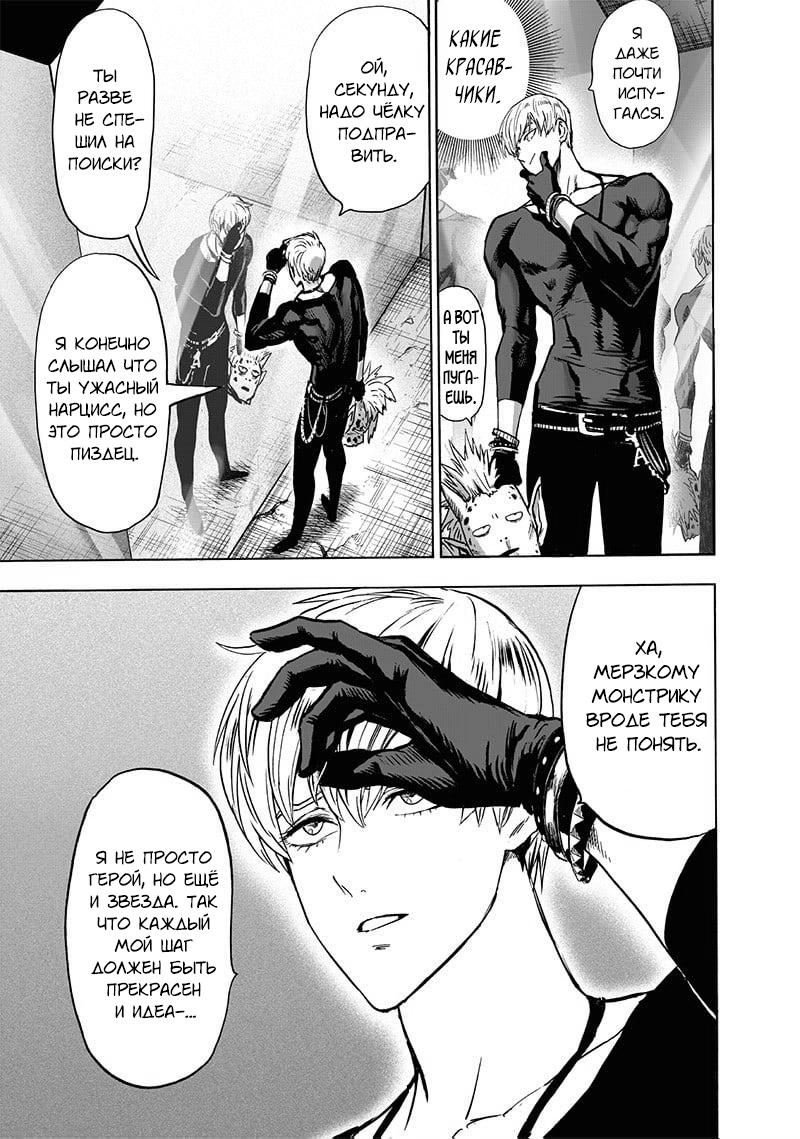 Я
ДАЖЕ
ПОЧТИ
ИСПУ-
ГАЛСЯ.
КАКИЕ
КРАСАВ-
ЧИКИ.
А ВОТ
ТЫ
МЕНЯ
ПУГА-
ЕШЬ.
ОЙ,
СЕКУНДУ,
НАДО ЧЁЛКУ
ПОДПРА-
ВИТЬ.
ТЫ
РАЗВЕ
НЕ СПЕ-
ШИЛ НА
ПОИСКИ?
Я КОНЕЧНО
СЛЫШАЛ ЧТО
ТЫ УЖАСНЫЙ
НАРЦИСС, НО
ЭТО ПРОСТО
ПИЗДЕЦ.
ХА,
МЕРЗКОМУ
МОНСТРИКУ
ВРОДЕ ТЕБЯ
НЕ ПОНЯТЬ.
Я НЕ ПРОСТО
ГЕРОЙ, НО ЕЩЁ
И ЗВЕЗДА. ТАК
ЧТО КАЖДЫЙ
МОЙ ШАГ
ДОЛЖЕН БЫТЬ
ПРЕКРАСЕН
И ИДЕА-...